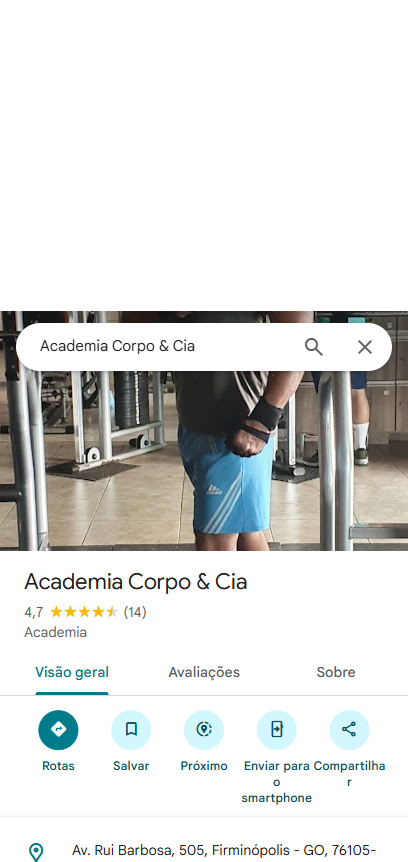 Academia Corpo & Cia
Academia Corpo & Cia
4,7 (14)
Academia
Visão geral
Avaliações
Sobre
Rotas
Salvar
Próximo
Enviar para
o
smartphone
Compartilha
r
Av. Rui Barbosa, 505, Firminópolis - GO, 76105-